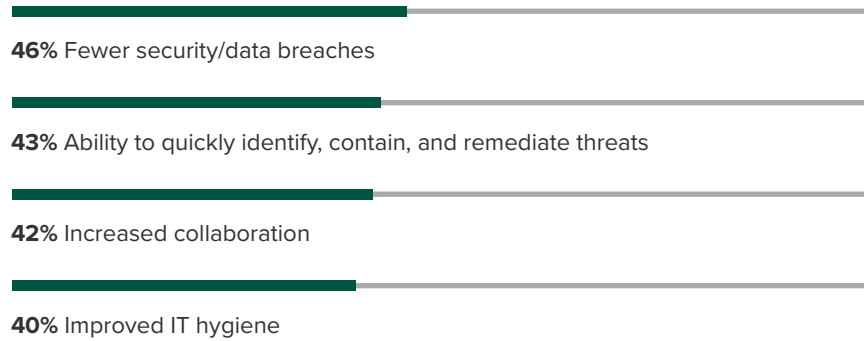 46% Fewer security/data breaches
43% Ability to quickly identify, contain, and remediate threats
42% Increased collaboration
40% Improved IT hygiene